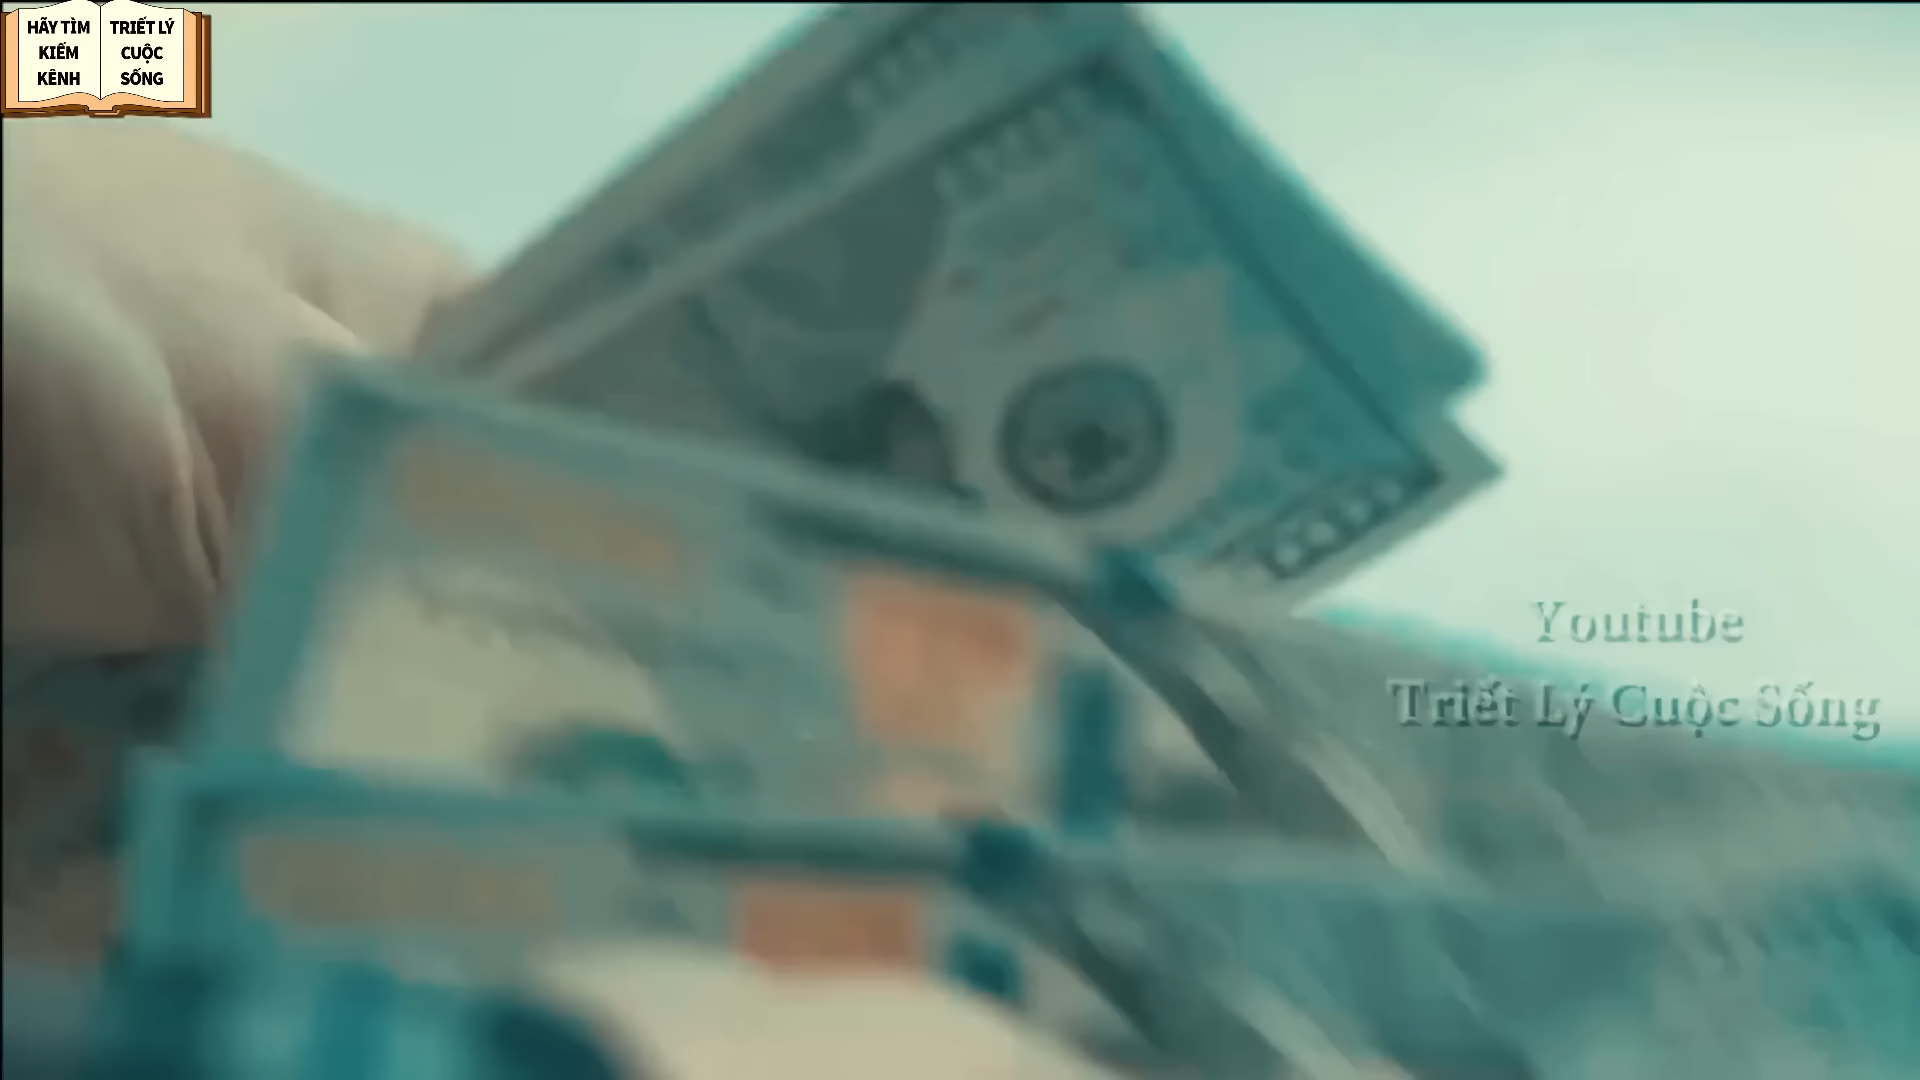 HÃY TÌM
KIẾM
KÊNH
TRIẾT LÝ
CUỘC
SỐNG
Youtube
Triết Lý Cuộc Sống